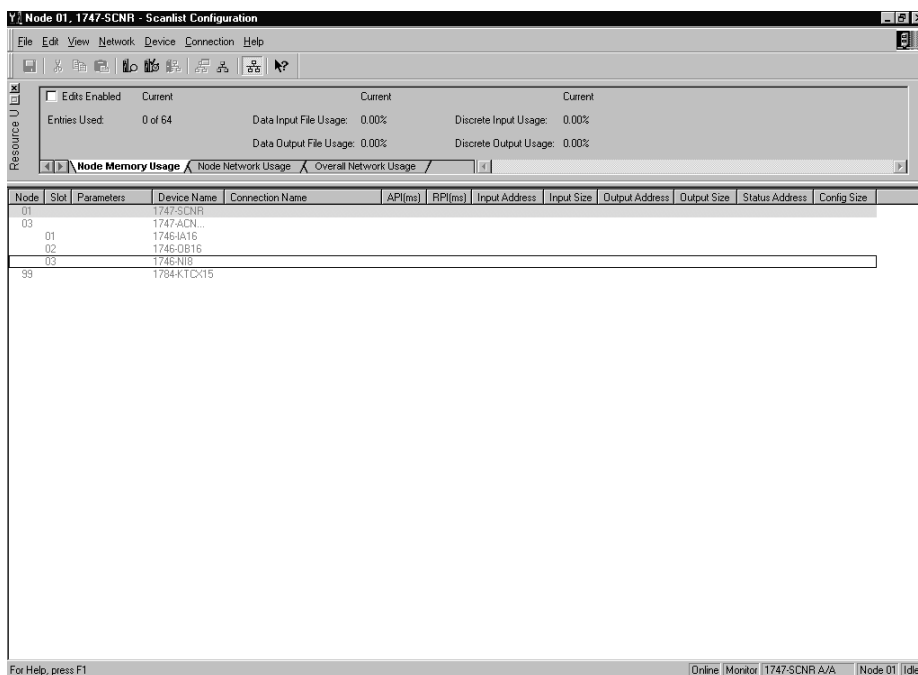 Node 01, 1747-SCNR - Scanlist Configuration
File Edit View Network Device Connection Help
Resource U
Edits Enabled Current Current Current
Entries Used: 0 of 64 Data Input File Usage: 0.00% Discrete Input Usage: 0.00%
Data Output File Usage: 0.00% Discrete Output Usage: 0.00%
Node Memory Usage Node Network Usage Overall Network Usage
Node Slot Parameters Device Name Connection Name API(ms) RPI(ms) Input Address Input Size Output Address Output Size Status Address Config Size
01 1747-SCNR
03 1747-ACN...
01 1746-IA16
02 1746-OB16
03 1746-NI8
99 1784-KTCX15
For Help, press F1 Online Monitor 1747-SCNR A/A Node 01 Idle